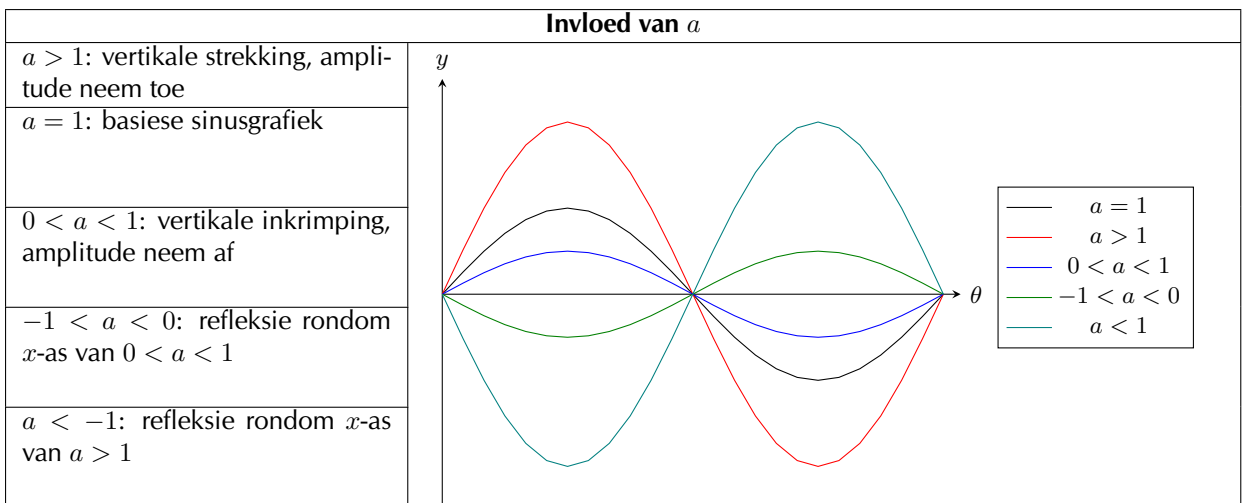 Invloed van a
a > 1: vertikale strekking, ampli-
tude neem toe
a = 1: basiese sinusgrafiek
0 < a < 1: vertikale inkrimping,
amplitude neem af
−1 < a < 0: refleksie rondom
x-as van 0 < a < 1
a < −1: refleksie rondom x-as
van a > 1
y
θ
a = 1
a > 1
0 < a < 1
−1 < a < 0
a < 1